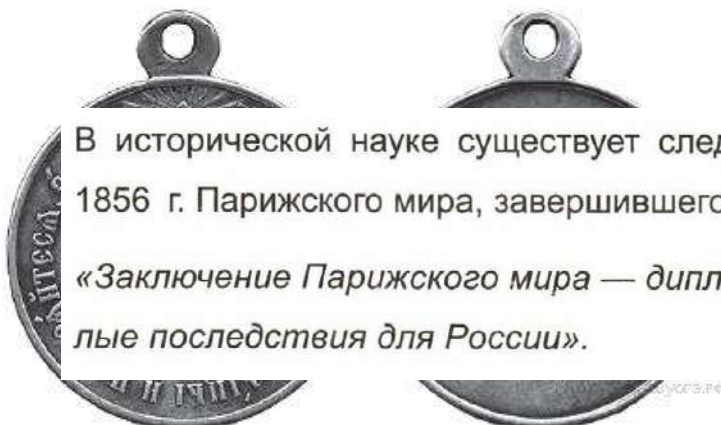 В исторической науке существует след
1856 г. Парижского мира, завершившего
«Заключение Парижского мира — дипл
лые последствия для России».